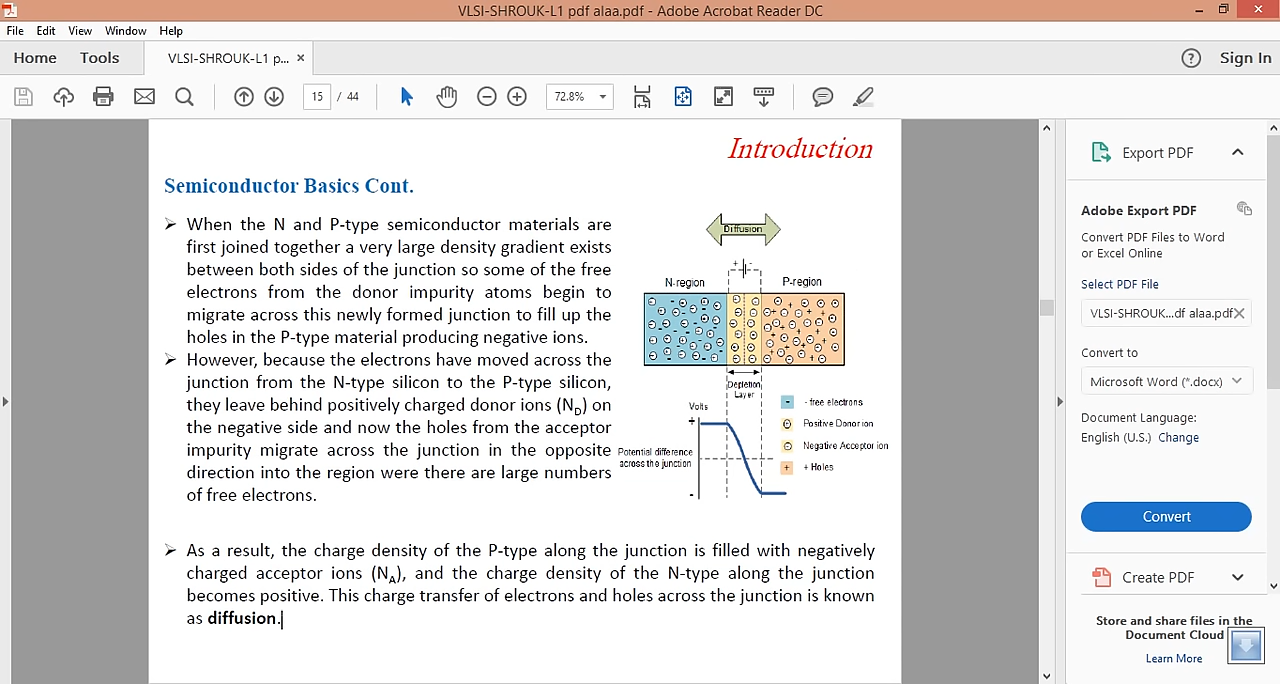 VLSI-SHROUK-L1 pdf alaa.pdf - Adobe Acrobat Reader DC
File Edit View Window Help
Home Tools VLSI-SHROUK-L1 p... × ? Sign In
15 / 44 72.8%
Introduction
Semiconductor Basics Cont.
➢ When the N and P-type semiconductor materials are
first joined together a very large density gradient exists
between both sides of the junction so some of the free
electrons from the donor impurity atoms begin to
migrate across this newly formed junction to fill up the
holes in the P-type material producing negative ions.
➢ However, because the electrons have moved across the
junction from the N-type silicon to the P-type silicon,
they leave behind positively charged donor ions (N_D) on
the negative side and now the holes from the acceptor
impurity migrate across the junction in the opposite
direction into the region were there are large numbers
of free electrons.
Diffusion
+ -
N-region P-region
Depletion
Layer
Volts
+
Potential difference
across the junction
-
- - free electrons
Positive Donor ion
Negative Acceptor ion
+ + Holes
➢ As a result, the charge density of the P-type along the junction is filled with negatively
charged acceptor ions (N_A), and the charge density of the N-type along the junction
becomes positive. This charge transfer of electrons and holes across the junction is known
as diffusion.
Export PDF
Adobe Export PDF
Convert PDF Files to Word
or Excel Online
Select PDF File
VLSI-SHROUK...df alaa.pdf
Convert to
Microsoft Word (*.docx)
Document Language:
English (U.S.) Change
Convert
Create PDF
Store and share files in the
Document Cloud
Learn More